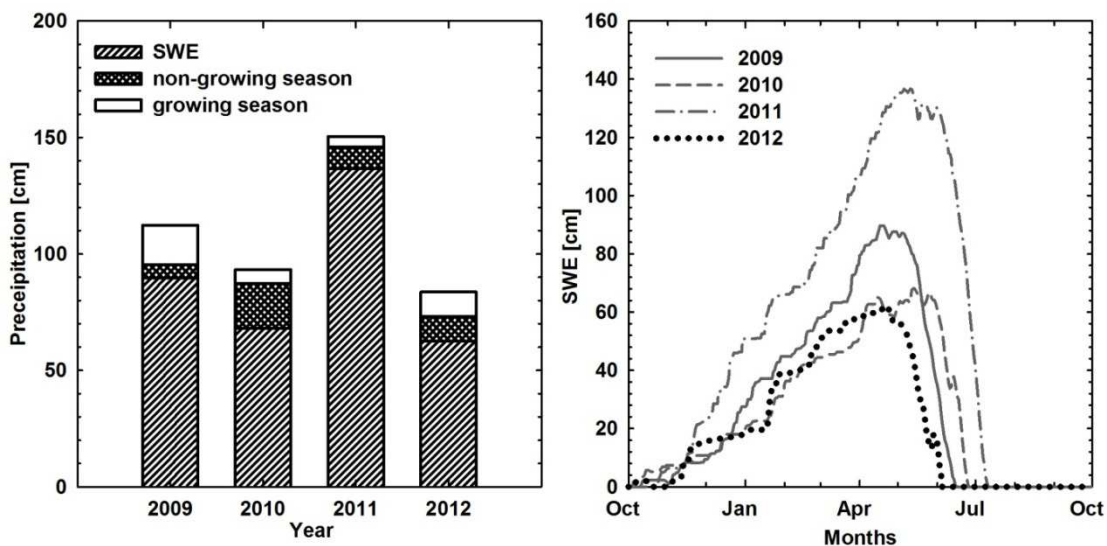 200
150
100
50
0
Preceipitation [cm]
SWE
non-growing season
growing season
2009 2010 2011 2012
Year
160
140
120
100
80
60
40
20
0
SWE [cm]
2009
2010
2011
2012
Oct Jan Apr Jul Oct
Months